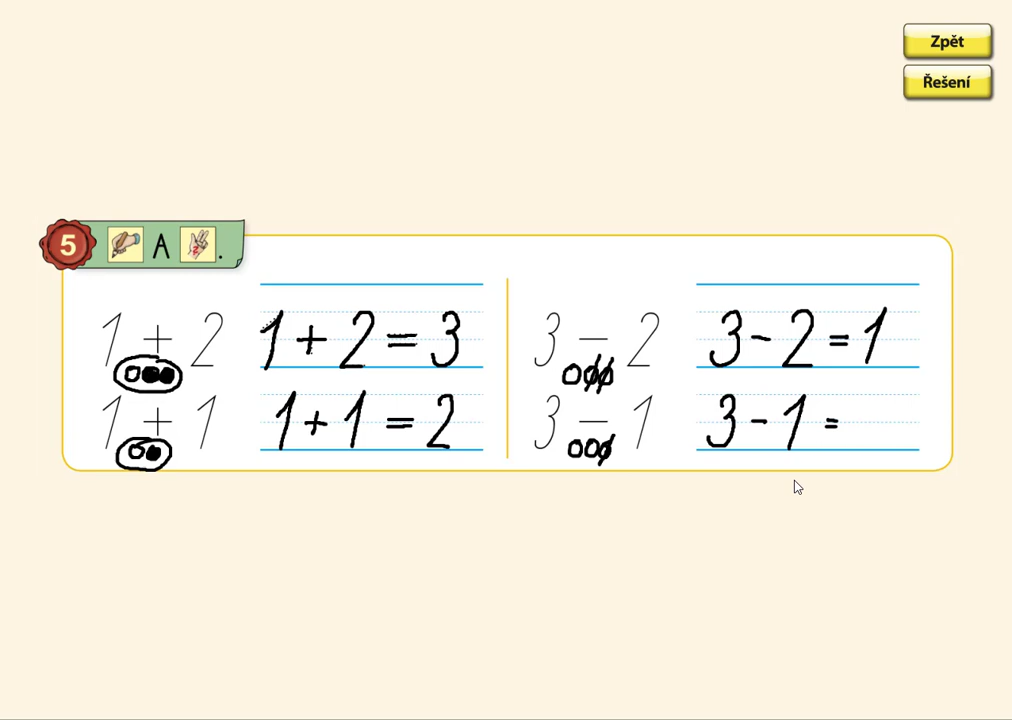 Zpět
Řešení
5 A .
1 + 2 1 + 2 = 3
1 + 1 1 + 1 = 2
3 - 2 3 - 2 = 1
3 - 1 3 - 1 =